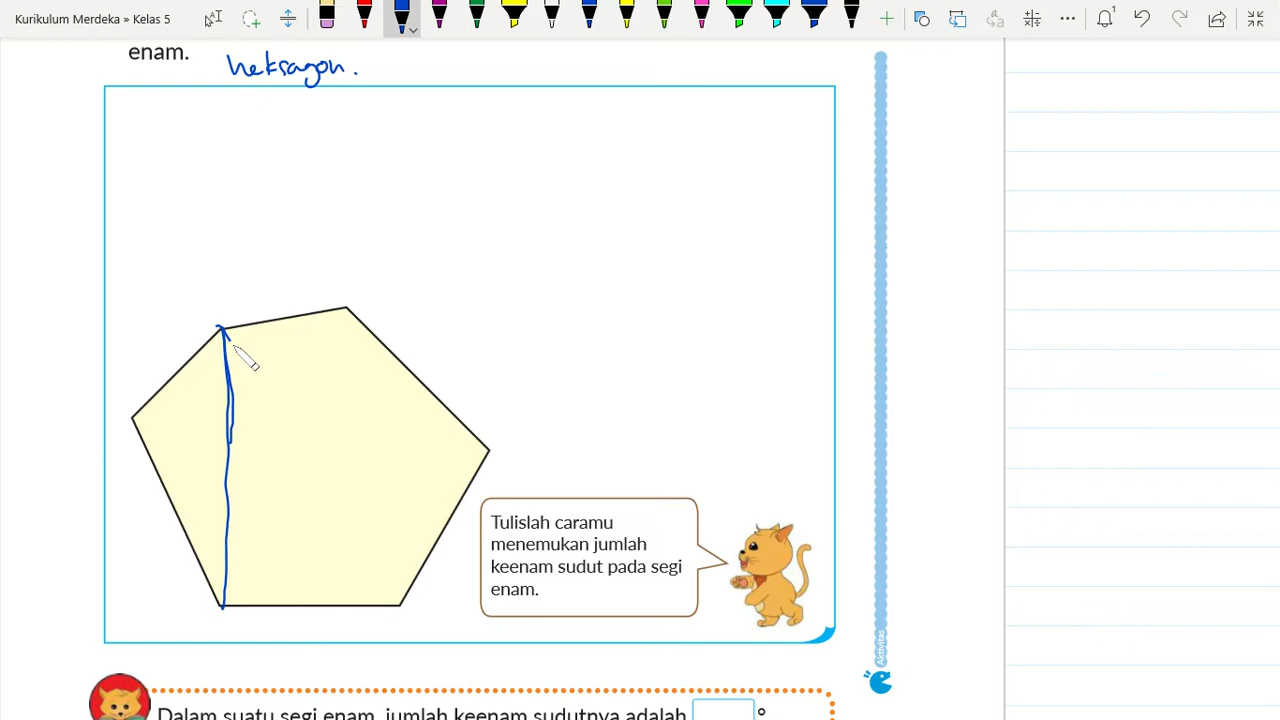 Kurikulum Merdeka » Kelas 5
enam.
heksagon.
Tulislah caramu
menemukan jumlah
keenam sudut pada segi
enam.
Aktivitas
Dalam suatu segi enam, jumlah keenam sudutnya adalah °